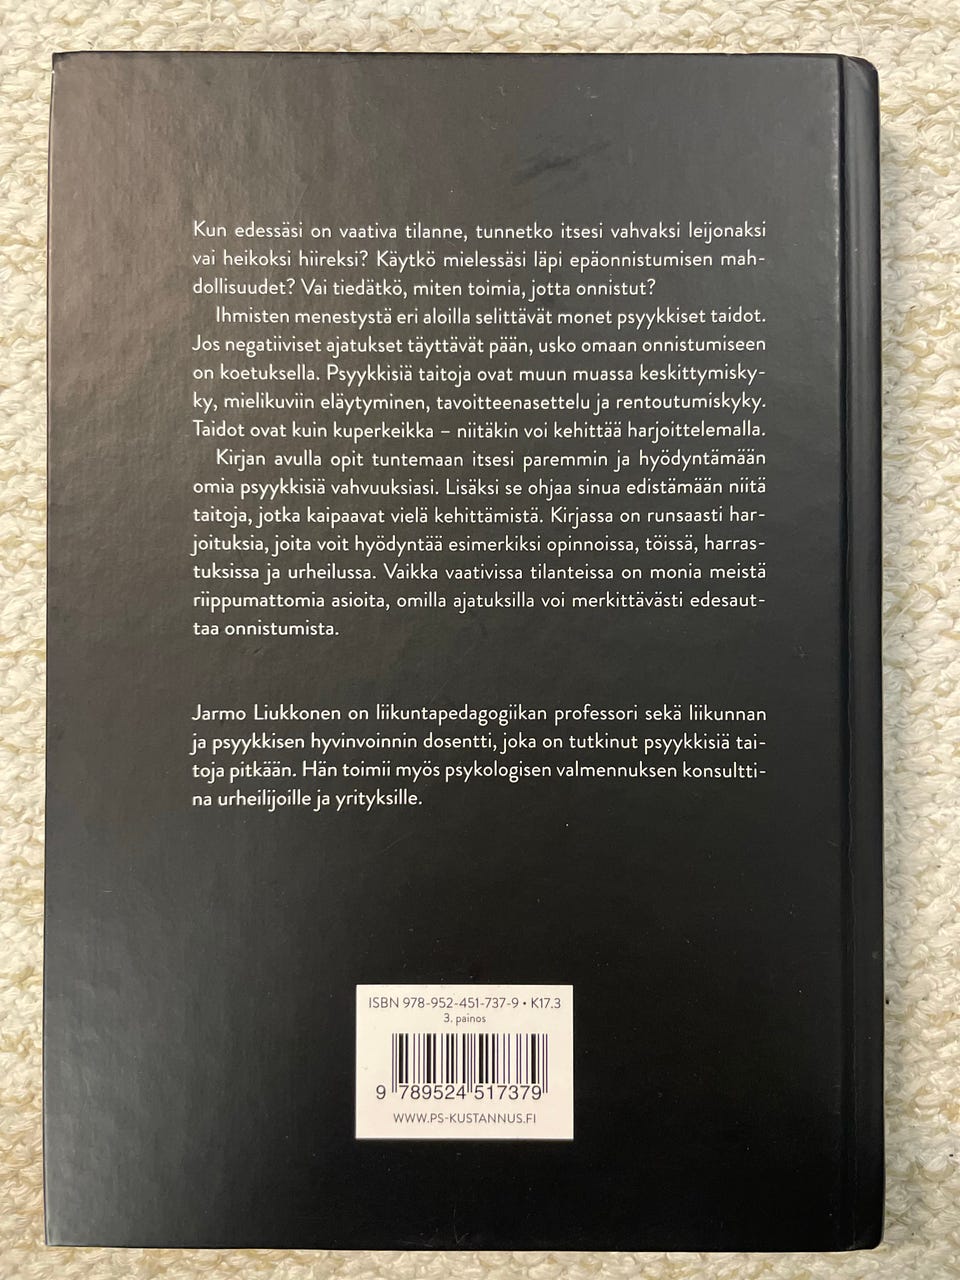 Kun edessäsi on vaativa tilanne, tunnetko itsesi vahvaksi leijonaksi
vai heikoksi hiireksi? Käytkö mielessäsi läpi epäonnistumisen mah-
dollisuudet? Vai tiedätkö, miten toimia, jotta onnistut?
Ihmisten menestystä eri aloilla selittävät monet psyykkiset taidot.
Jos negatiiviset ajatukset täyttävät pään, usko omaan onnistumiseen
on koetuksella. Psyykkisiä taitoja ovat muun muassa keskittymisky-
ky, mielikuviin eläytyminen, tavoitteenasettelu ja rentoutumiskyky.
Taidot ovat kuin kuperkeikka – niitäkin voi kehittää harjoittelemalla.
Kirjan avulla opit tuntemaan itsesi paremmin ja hyödyntämään
omia psyykkisiä vahvuuksiasi. Lisäksi se ohjaa sinua edistämään niitä
taitoja, jotka kaipaavat vielä kehittämistä. Kirjassa on runsaasti har-
joituksia, joita voit hyödyntää esimerkiksi opinnoissa, töissä, harras-
tuksissa ja urheilussa. Vaikka vaativissa tilanteissa on monia meistä
riippumattomia asioita, omilla ajatuksilla voi merkittävästi edesaut-
taa onnistumista.
Jarmo Liukkonen on liikuntapedagogiikan professori sekä liikunnan
ja psyykkisen hyvinvoinnin dosentti, joka on tutkinut psyykkisiä tai-
toja pitkään. Hän toimii myös psykologisen valmennuksen konsultti-
na urheilijoille ja yrityksille.
ISBN 978-952-451-737-9 • K17.3
3. painos
9 789524 517379
WWW.PS-KUSTANNUS.FI